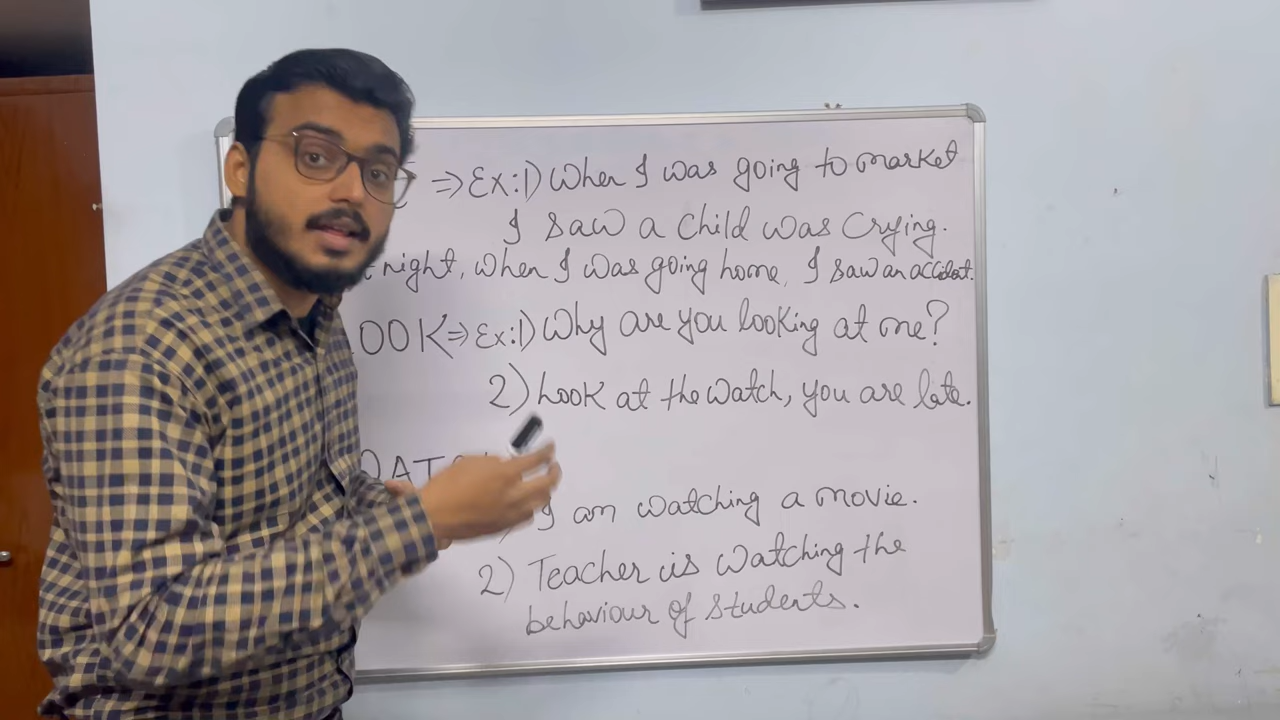 ⇒ Ex:1) When I was going to market
I saw a child was crying.
night, when I was going home, I saw an accident.
OOK ⇒ Ex:1) Why are you looking at me?
2) Look at the watch, you are late.
WATC
I am watching a movie.
2) Teacher is watching the
behaviour of students.